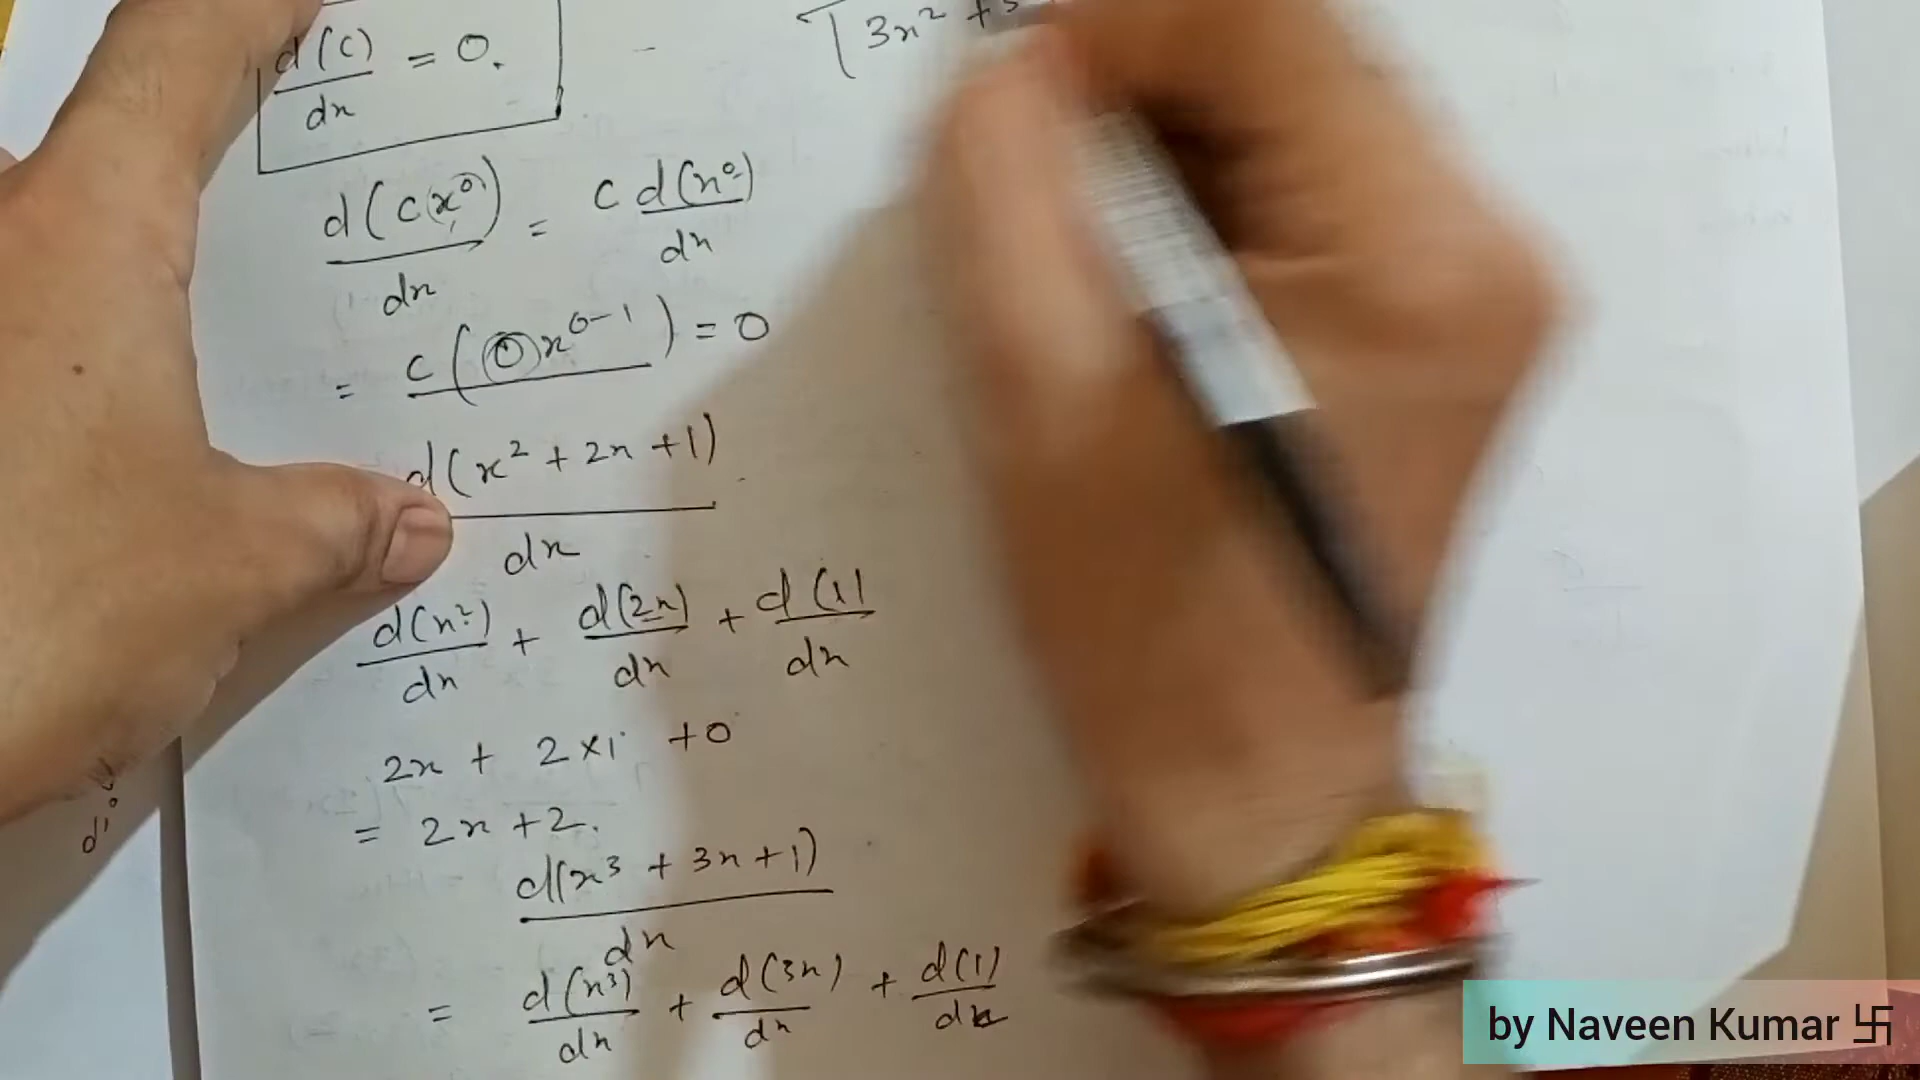 d(c)/dx = 0.
d(cx⁰)/dx = c d(x⁰)/dx
= c(0x⁰⁻¹) = 0
d(x² + 2x + 1)/dx
d(x²)/dx + d(2x)/dx + d(1)/dx
2x + 2×1 + 0
= 2x + 2.
d(x³ + 3x + 1)/dx
= d(x³)/dx + d(3x)/dx + d(1)/dx
3x² +
by Naveen Kumar 卐